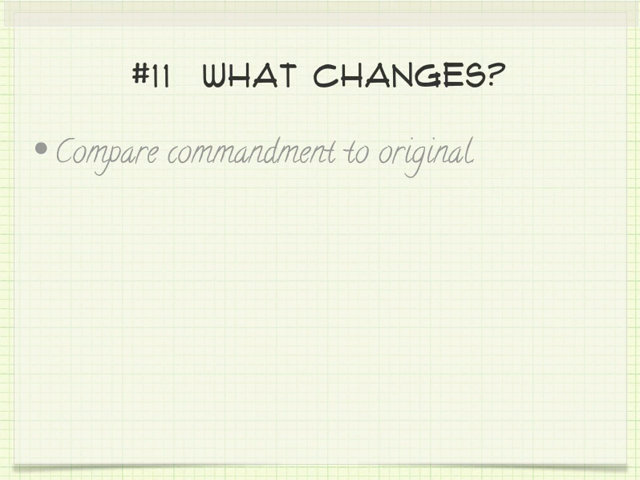 #11 WHAT CHANGES?
• Compare commandment to original.